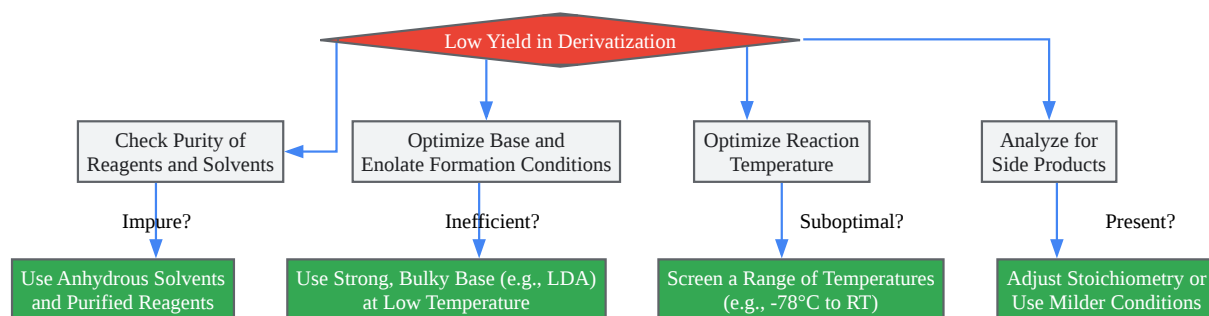 Low Yield in Derivatization
Check Purity of
Reagents and Solvents
Optimize Base and
Enolate Formation Conditions
Optimize Reaction
Temperature
Analyze for
Side Products
Impure?
Inefficient?
Suboptimal?
Present?
Use Anhydrous Solvents
and Purified Reagents
Use Strong, Bulky Base (e.g., LDA)
at Low Temperature
Screen a Range of Temperatures
(e.g., -78°C to RT)
Adjust Stoichiometry or
Use Milder Conditions